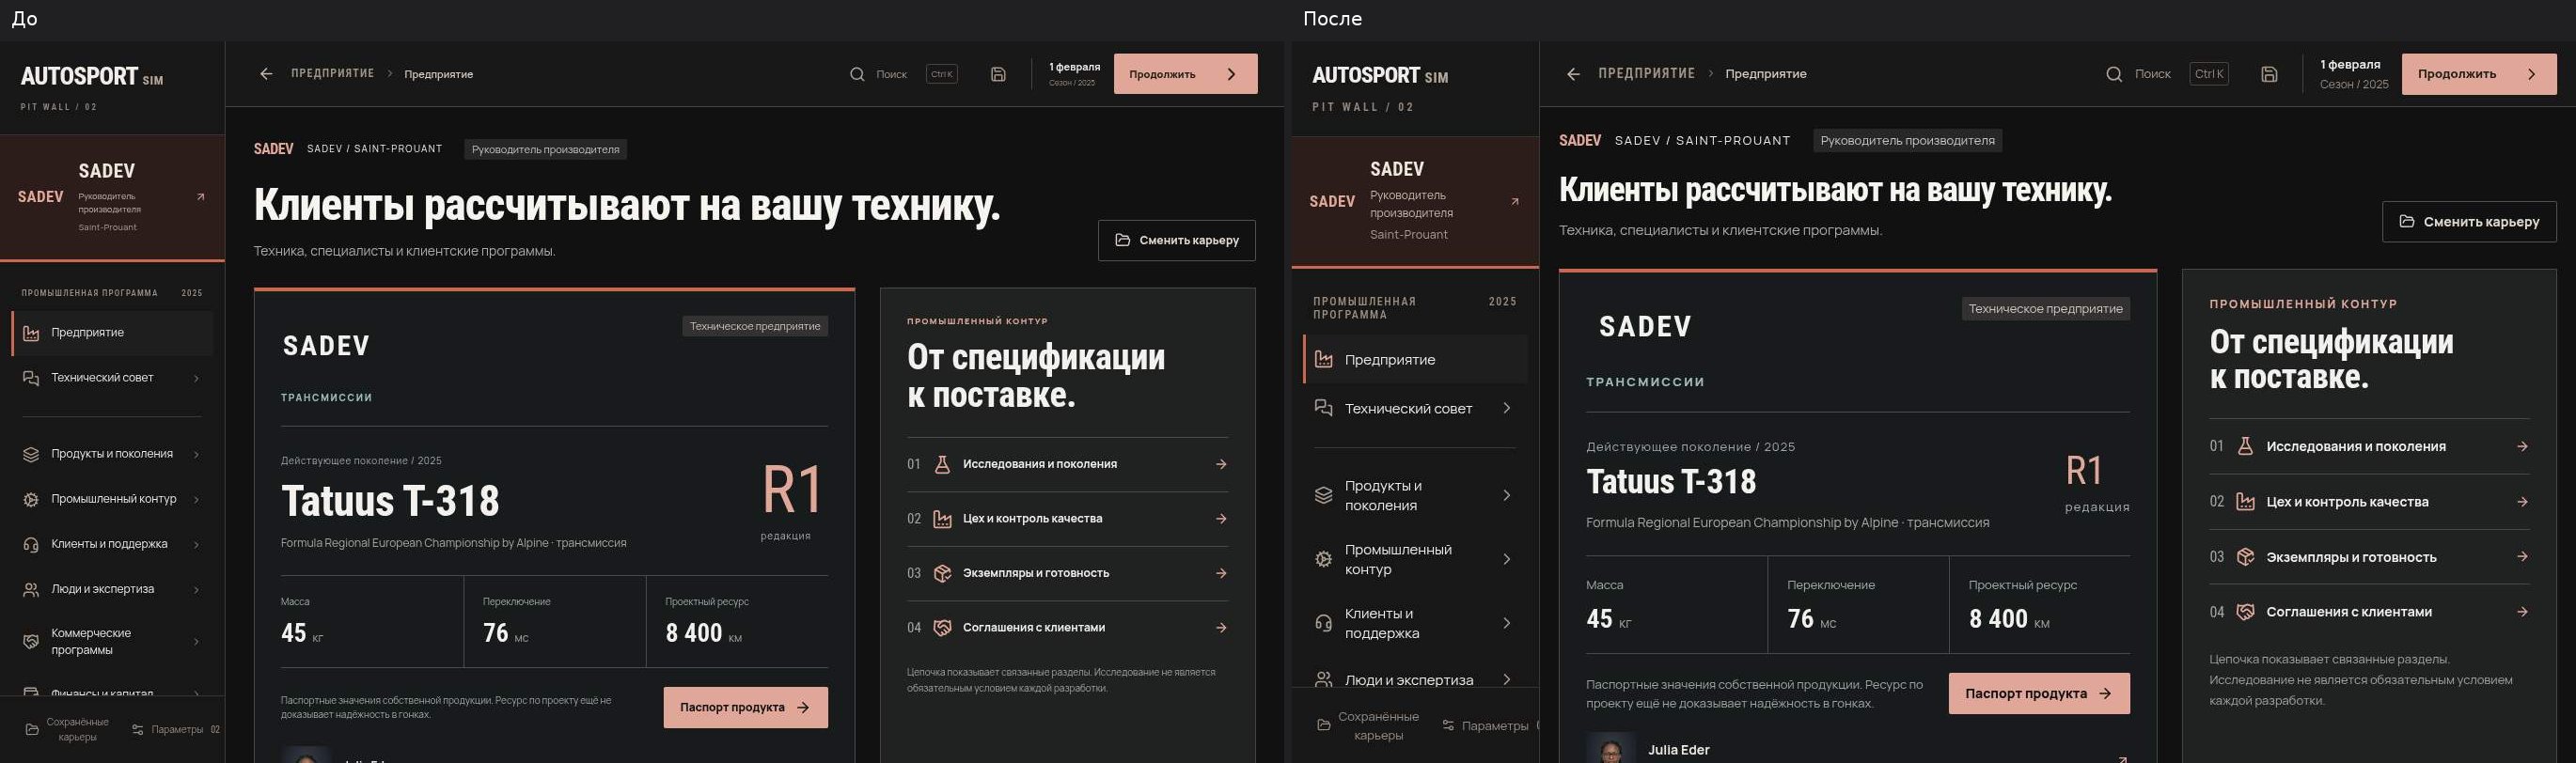 До
AUTOSPORT SIM
PIT WALL / 02
SADEV
SADEV
Руководитель
производителя
Saint-Prouant
ПРОМЫШЛЕННАЯ ПРОГРАММА 2025
Предприятие
Технический совет
Продукты и поколения
Промышленный контур
Клиенты и поддержка
Люди и экспертиза
Коммерческие
программы
Финансы и капитал
Сохранённые
карьеры
Параметры 02
ПРЕДПРИЯТИЕ > Предприятие
Поиск Ctrl K
1 февраля
Сезон / 2025
Продолжить
SADEV SADEV / SAINT-PROUANT Руководитель производителя
Клиенты рассчитывают на вашу технику.
Техника, специалисты и клиентские программы.
Сменить карьеру
SADEV
Техническое предприятие
ТРАНСМИССИИ
Действующее поколение / 2025
Tatuus T-318
Formula Regional European Championship by Alpine · трансмиссия
R1
редакция
Масса
45 кг
Переключение
76 мс
Проектный ресурс
8 400 км
Паспортные значения собственной продукции. Ресурс по проекту ещё не
доказывает надёжность в гонках.
Паспорт продукта
ПРОМЫШЛЕННЫЙ КОНТУР
От спецификации
к поставке.
01 Исследования и поколения
02 Цех и контроль качества
03 Экземпляры и готовность
04 Соглашения с клиентами
Цепочка показывает связанные разделы. Исследование не является
обязательным условием каждой разработки.
После
AUTOSPORT SIM
PIT WALL / 02
SADEV
SADEV
Руководитель
производителя
Saint-Prouant
ПРОМЫШЛЕННАЯ
ПРОГРАММА
2025
Предприятие
Технический совет
Продукты и
поколения
Промышленный
контур
Клиенты и
поддержка
Люди и экспертиза
Сохранённые
карьеры
Параметры
ПРЕДПРИЯТИЕ > Предприятие
Поиск Ctrl K
1 февраля
Сезон / 2025
Продолжить
SADEV SADEV / SAINT-PROUANT Руководитель производителя
Клиенты рассчитывают на вашу технику.
Техника, специалисты и клиентские программы.
Сменить карьеру
SADEV
Техническое предприятие
ТРАНСМИССИИ
Действующее поколение / 2025
Tatuus T-318
Formula Regional European Championship by Alpine · трансмиссия
R1
редакция
Масса
45 кг
Переключение
76 мс
Проектный ресурс
8 400 км
Паспортные значения собственной продукции. Ресурс по
проекту ещё не доказывает надёжность в гонках.
Паспорт продукта
Julia Eder
ПРОМЫШЛЕННЫЙ КОНТУР
От спецификации
к поставке.
01 Исследования и поколения
02 Цех и контроль качества
03 Экземпляры и готовность
04 Соглашения с клиентами
Цепочка показывает связанные разделы.
Исследование не является обязательным условием
каждой разработки.